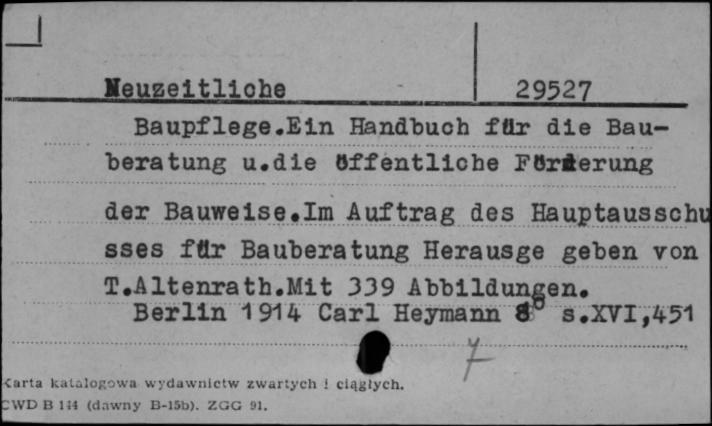 Neuzeitliche 29527
Baupflege.Ein Handbuch für die Bau-
beratung u.die öffentliche Förderung
der Bauweise.Im Auftrag des Hauptausschu
sses für Bauberatung Herausge geben von
T.Altenrath.Mit 339 Abbildungen.
Berlin 1914 Carl Heymann 8° s.XVI,451
7
Karta katalogowa wydawnictw zwartych i ciągłych.
CWD B 144 (dawny B-15b). ZGG 91.